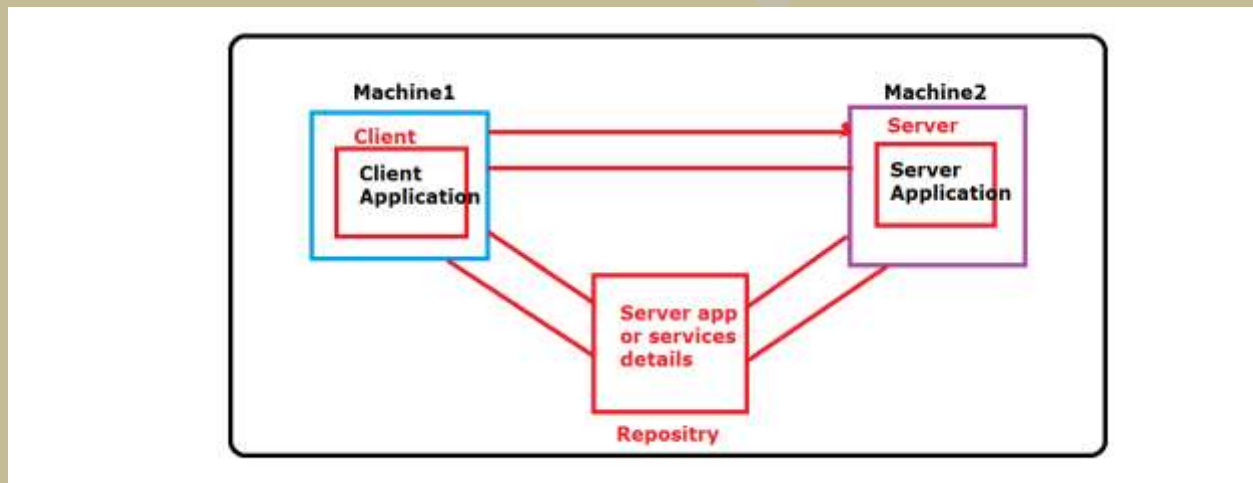 Machine1
Client
Client
Application
Machine2
Server
Server
Application
Server app
or services
details
Repositry